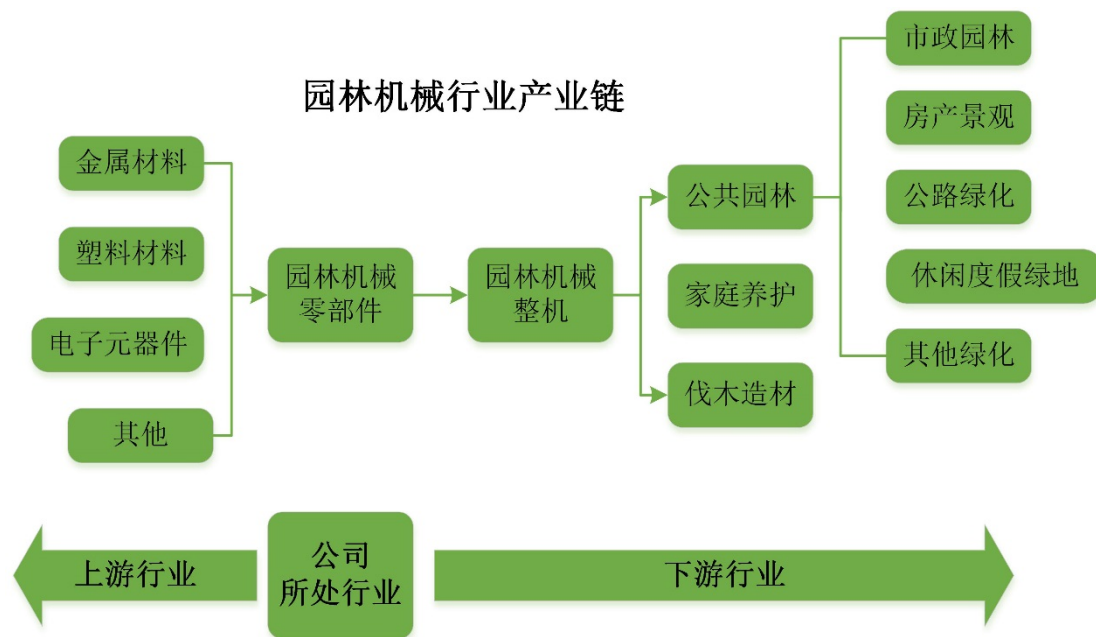 园林机械行业产业链
金属材料
塑料材料
电子元器件
其他
园林机械
零部件
园林机械
整机
公共园林
家庭养护
伐木造材
市政园林
房产景观
公路绿化
休闲度假绿地
其他绿化
上游行业
公司
所处行业
下游行业